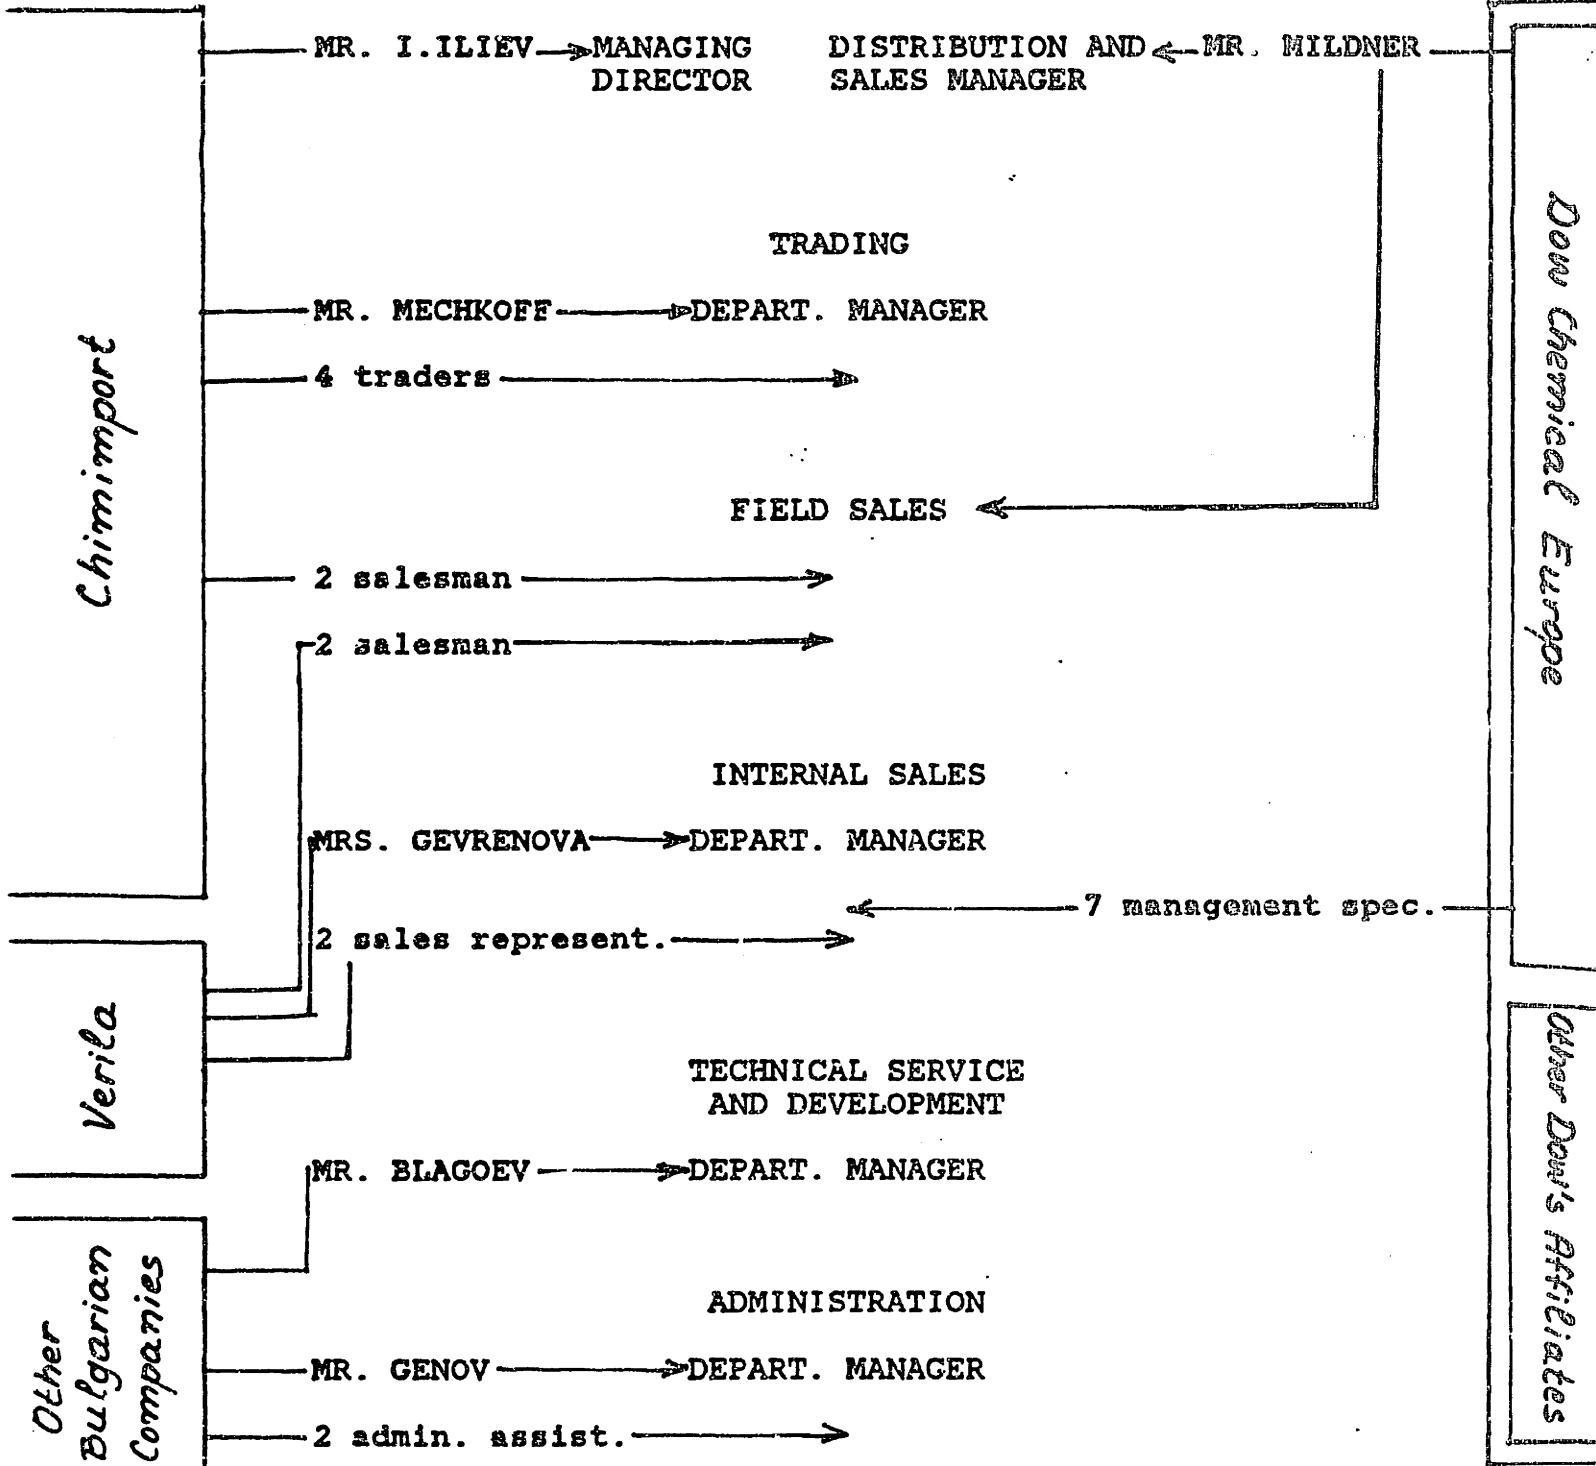 MR. I.ILIEV MANAGING DISTRIBUTION AND MR. MILDNER
DIRECTOR SALES MANAGER
TRADING
MR. MECHKOFF DEPART. MANAGER
4 traders
FIELD SALES
2 salesman
2 salesman
INTERNAL SALES
MRS. GEVRENOVA DEPART. MANAGER
7 management spec.
2 sales represent.
TECHNICAL SERVICE
AND DEVELOPMENT
MR. BLAGOEV DEPART. MANAGER
ADMINISTRATION
MR. GENOV DEPART. MANAGER
2 admin. assist.
Chimimport
Verila
Other
Bulgarian
Companies
Dow Chemical Europe
Other Dow's Affiliates